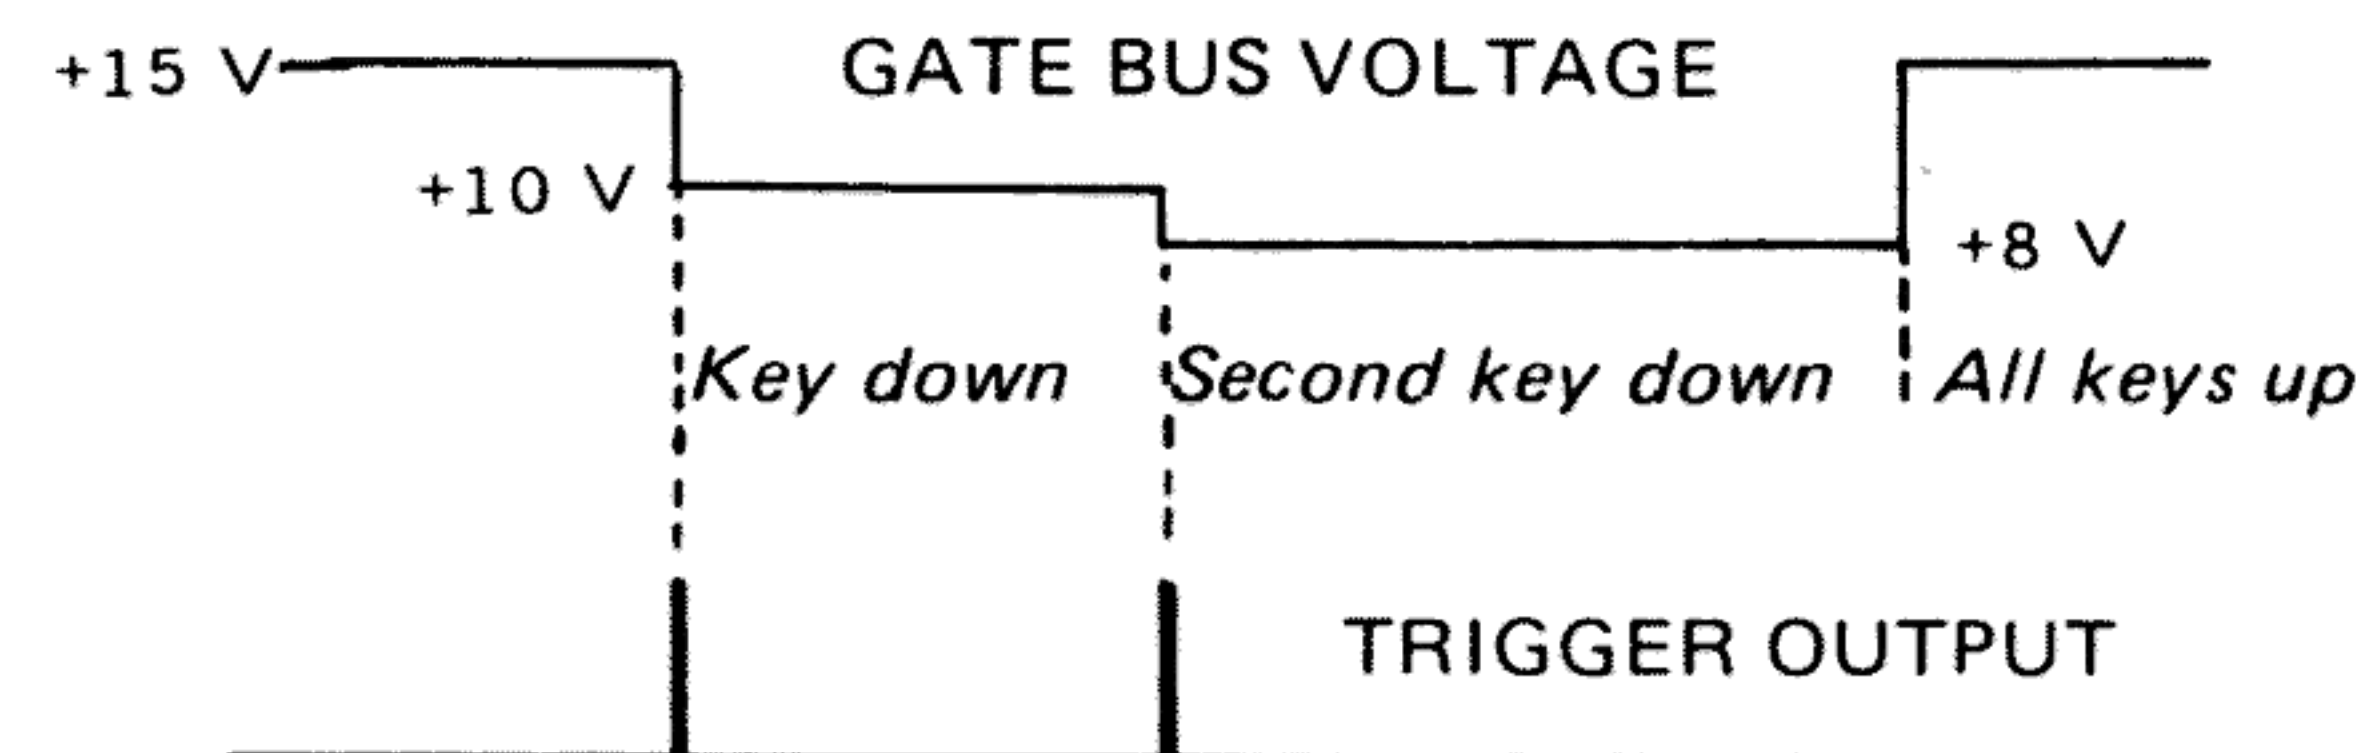 +15 V
GATE BUS VOLTAGE
+10 V
+8 V
Key down
Second key down
All keys up
TRIGGER OUTPUT